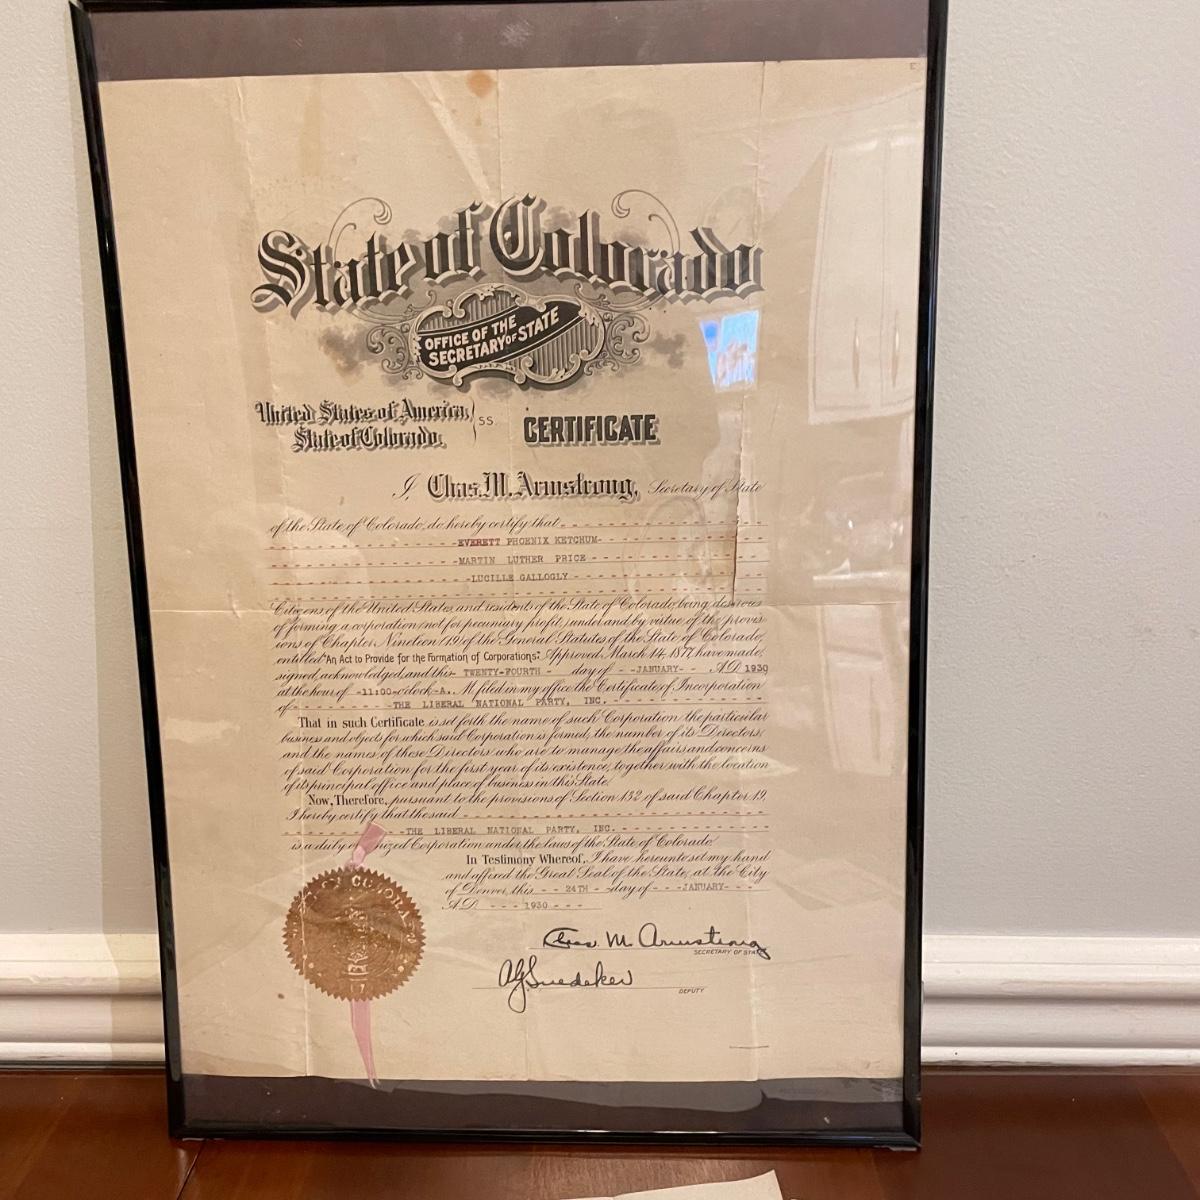 State of Colorado
OFFICE OF THE
SECRETARY OF STATE
United States of America, ) SS.
State of Colorado.
CERTIFICATE
I, Chas. M. Armstrong, Secretary of State
of the State of Colorado, do hereby certify that
EVERETT PHOENIX KETCHUM
MARTIN LUTHER PRICE
LUCILLE GALLOGLY
Citizens of the United States, and residents of the State of Colorado, being desirous
of forming a corporation (not for pecuniary profit,) under and by virtue of the provis-
ions of Chapter Nineteen (19) of the General Statutes of the State of Colorado,
entitled "An Act to Provide for the Formation of Corporations." Approved March 14, 1877, have made,
signed, acknowledged, and this TWENTY-FOURTH day of JANUARY A.D. 1930
at the hour of 11:00 o'clock A. M. filed in my office the Certificate of Incorporation
of THE LIBERAL NATIONAL PARTY, INC.
That in such Certificate is set forth the name of such Corporation the particular
business and objects for which said Corporation is formed, the number of its Directors,
and the names of those Directors who are to manage the affairs and concerns
of said Corporation for the first year of its existence, together with the location
of its principal office and place of business in this State.
Now, Therefore, pursuant to the provisions of Section 132 of said Chapter 19,
I hereby certify that the said
THE LIBERAL NATIONAL PARTY, INC.
is a duly nized Corporation under the laws of the State of Colorado.
In Testimony Whereof, I have hereunto set my hand
and affixed the Great Seal of the State, at the City
of Denver, this 24TH day of JANUARY
A.D. 1930
Chas. M. Armstrong
SECRETARY OF STATE
A.J. Snedeker
DEPUTY